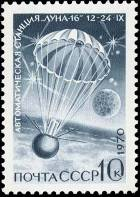 АВТОМАТИЧЕСКАЯ СТАНЦИЯ „ЛУНА-16” 12-24·IX
1970
ПОЧТА СССР 10 К